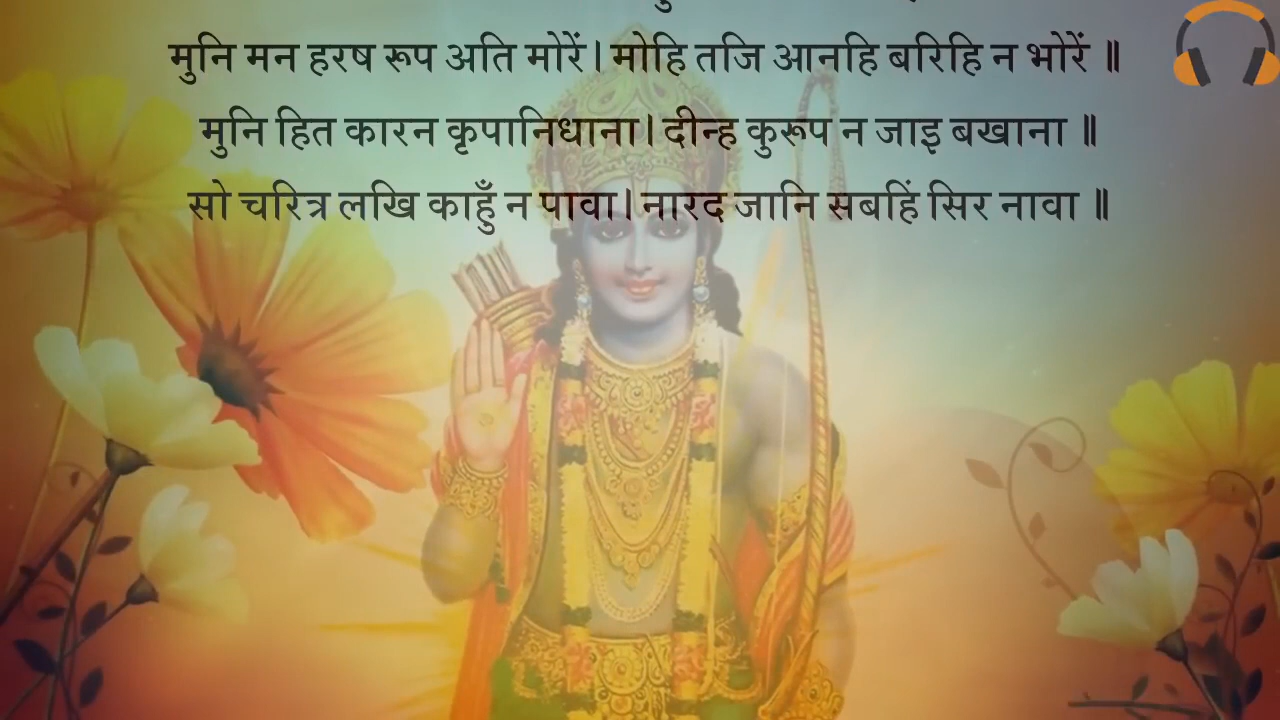 मुनि मन हरष रूप अति मोरें। मोहि तजि आनहि बरिहि न भोरें ॥
मुनि हित कारन कृपानिधाना। दीन्ह कुरूप न जाइ बखाना ॥
सो चरित्र लखि काहुँ न पावा। नारद जानि सबहिं सिर नावा ॥